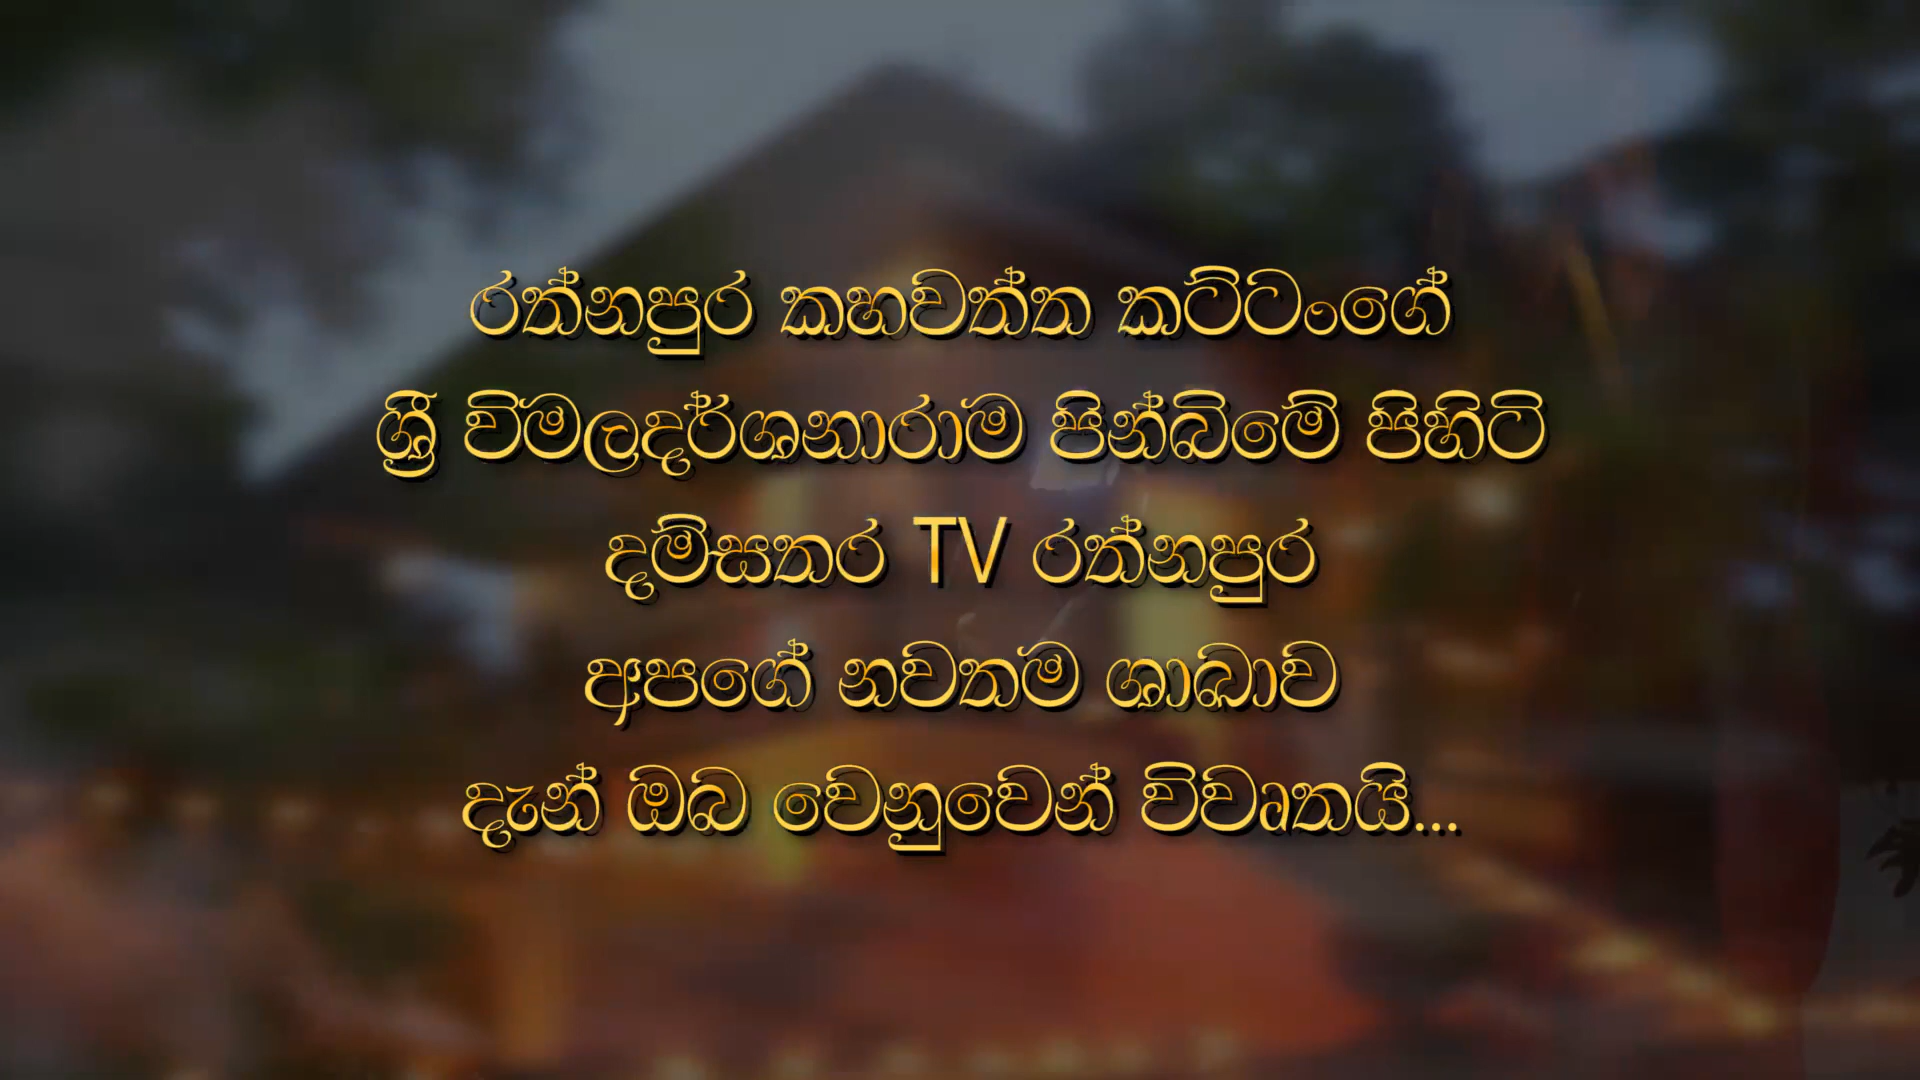 රත්නපුර කහවත්ත කට්ටංගේ
ශ්‍රී විමලදර්ශනාරාම පින්බිමේ පිහිටි
දම්සතර TV රත්නපුර
අපගේ නවතම ශාඛාව
දැන් ඔබ වෙනුවෙන් විවෘතයි...